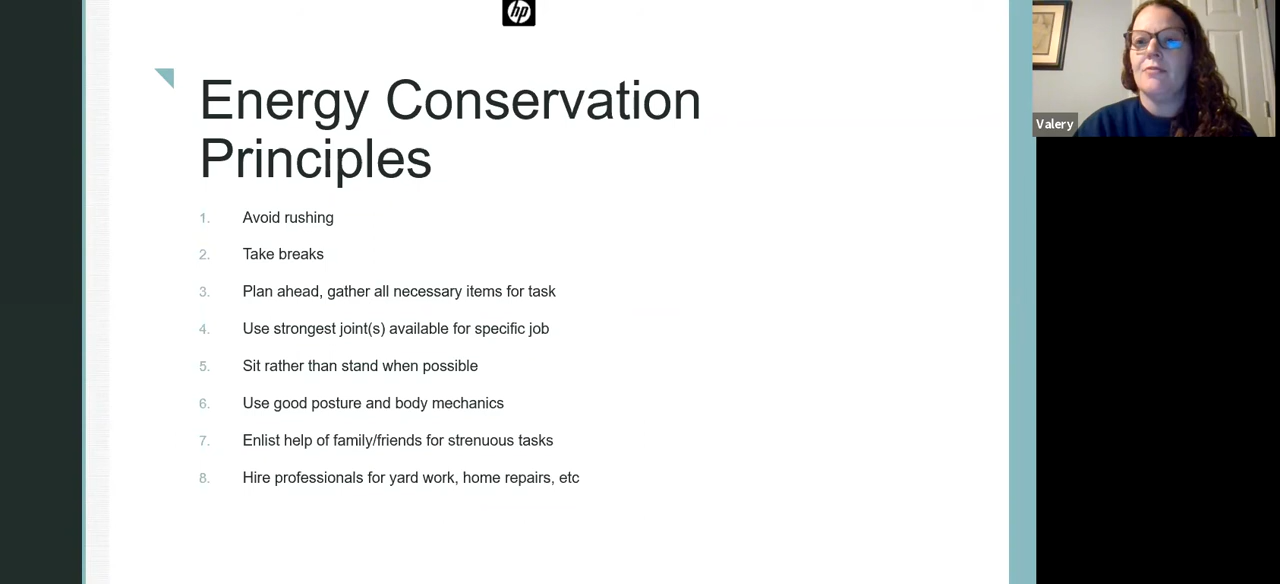 hp
Energy Conservation
Principles
1. Avoid rushing
2. Take breaks
3. Plan ahead, gather all necessary items for task
4. Use strongest joint(s) available for specific job
5. Sit rather than stand when possible
6. Use good posture and body mechanics
7. Enlist help of family/friends for strenuous tasks
8. Hire professionals for yard work, home repairs, etc
Valery